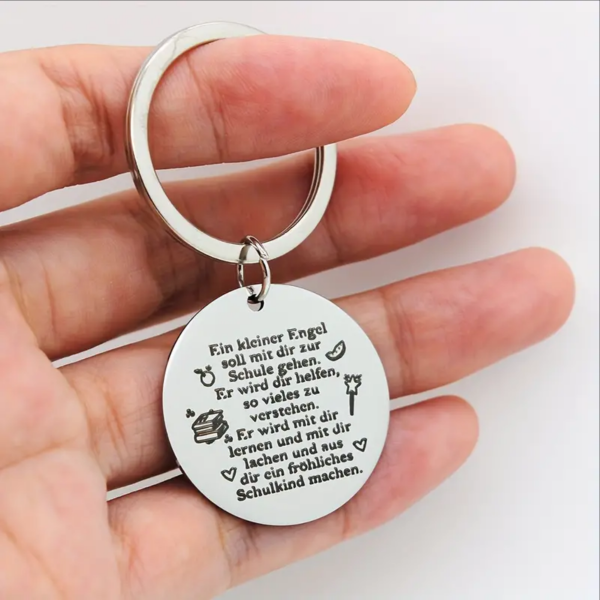 Ein kleiner Engel
soll mit dir zur
Schule gehen.
Er wird dir helfen,
so vieles zu
verstehen.
Er wird mit dir
lernen und mit dir
lachen und aus
dir ein fröhliches
Schulkind machen.